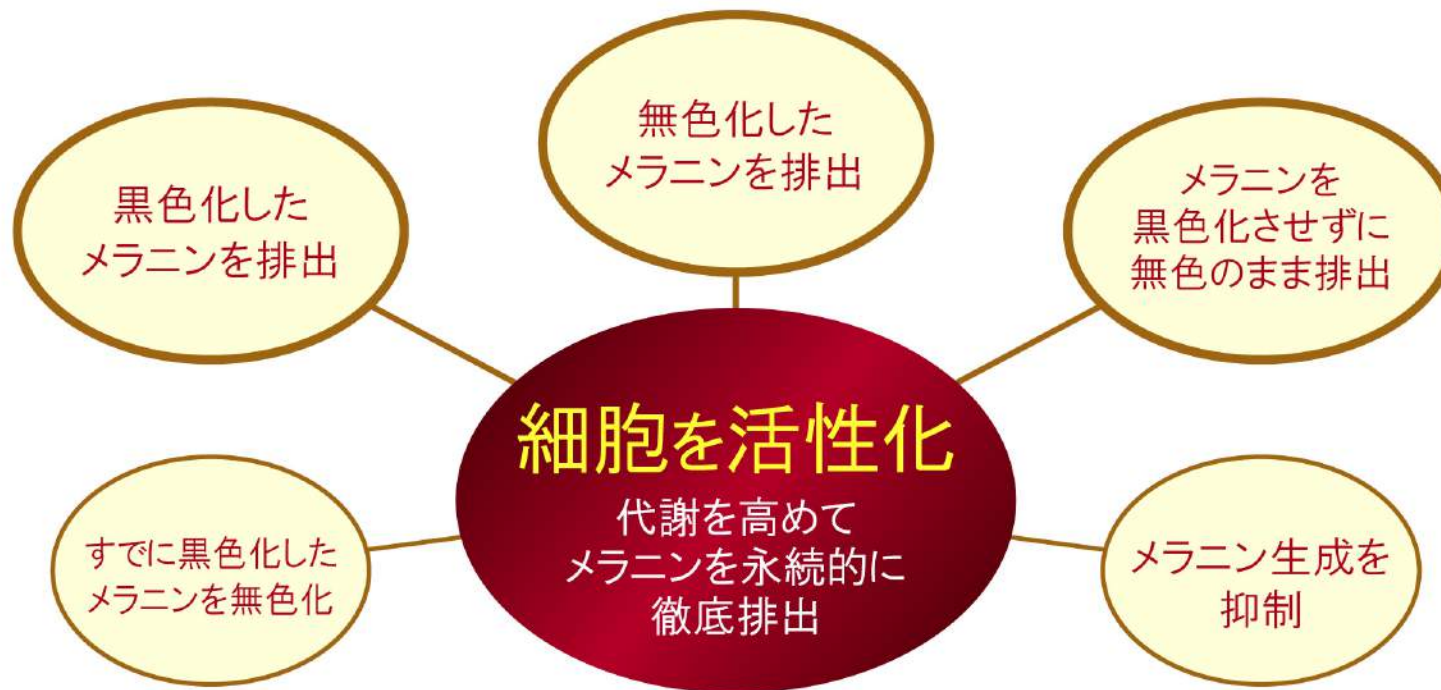 無色化した
メラニンを排出
黒色化した
メラニンを排出
メラニンを
黒色化させずに
無色のまま排出
細胞を活性化
代謝を高めて
メラニンを永続的に
徹底排出
すでに黒色化した
メラニンを無色化
メラニン生成を
抑制